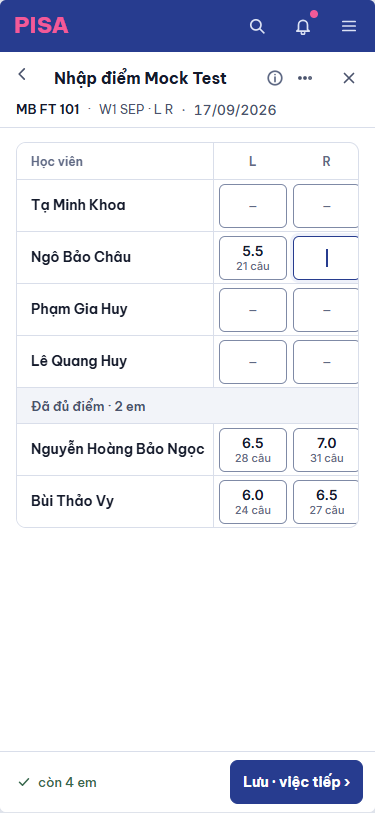 PISA
Nhập điểm Mock Test
MB FT 101 · W1 SEP · L R · 17/09/2026
Học viên L R
Tạ Minh Khoa – –
Ngô Bảo Châu 5.5
21 câu
Phạm Gia Huy – –
Lê Quang Huy – –
Đã đủ điểm · 2 em
Nguyễn Hoàng Bảo Ngọc 6.5 7.0
28 câu 31 câu
Bùi Thảo Vy 6.0 6.5
24 câu 27 câu
còn 4 em
Lưu · việc tiếp ›